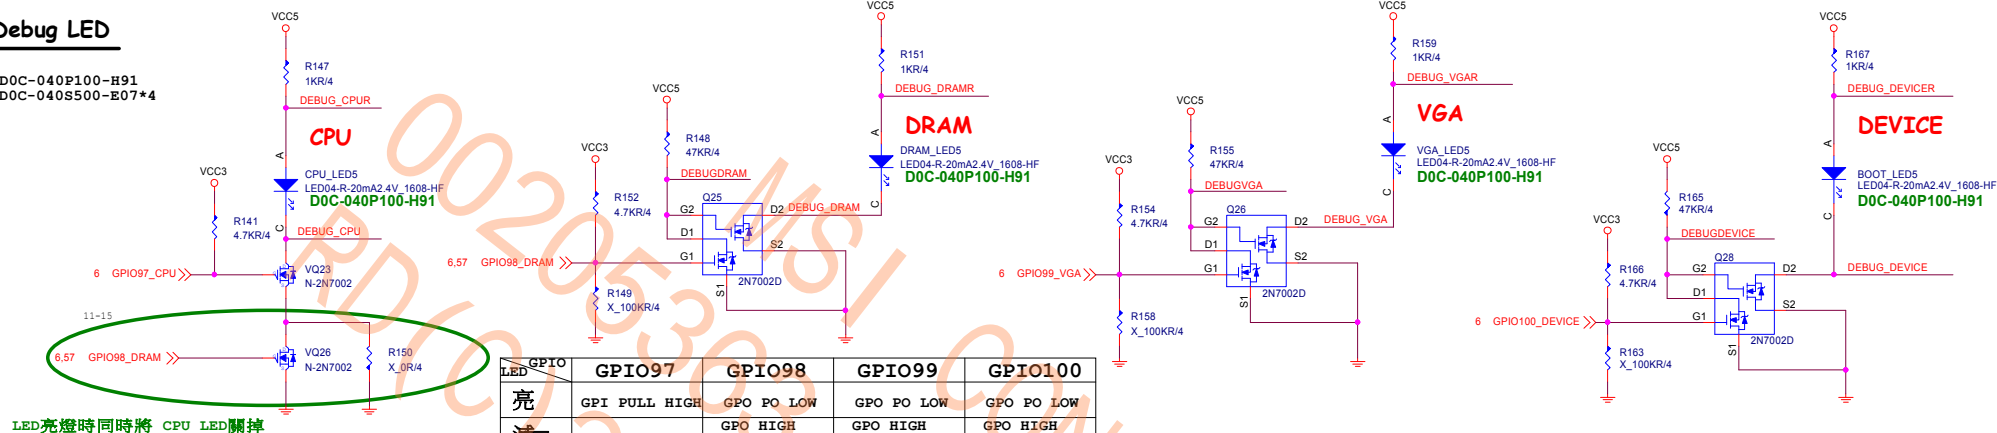 Debug LED
D0C-040P100-H91
D0C-040S500-E07*4
VCC5
R147
1KR/4
DEBUG_CPUR
CPU
A
CPU_LED5
LED04-R-20mA2.4V_1608-HF
D0C-040P100-H91
C
DEBUG_CPU
VCC3
R141
4.7KR/4
6 GPIO97_CPU
VQ23
N-2N7002
11-15
6,57 GPIO98_DRAM
VQ26
N-2N7002
R150
X_0R/4
LED亮燈時同時將 CPU LED關掉
VCC5
R151
1KR/4
DEBUG_DRAMR
DRAM
A
DRAM_LED5
LED04-R-20mA2.4V_1608-HF
D0C-040P100-H91
C
VCC5
R148
47KR/4
DEBUGDRAM
VCC3
R152
4.7KR/4
6,57 GPIO98_DRAM
R149
X_100KR/4
Q25
G2
D1
G1
D2
S2
S1
DEBUG_DRAM
2N7002D
VCC5
R159
1KR/4
DEBUG_VGAR
VGA
A
VGA_LED5
LED04-R-20mA2.4V_1608-HF
D0C-040P100-H91
C
VCC5
R155
47KR/4
DEBUGVGA
VCC3
R154
4.7KR/4
6 GPIO99_VGA
R158
X_100KR/4
Q26
G2
D1
G1
D2
S2
S1
DEBUG_VGA
2N7002D
VCC5
R167
1KR/4
DEBUG_DEVICER
DEVICE
A
BOOT_LED5
LED04-R-20mA2.4V_1608-HF
D0C-040P100-H91
C
VCC5
R165
47KR/4
DEBUGDEVICE
VCC3
R166
4.7KR/4
6 GPIO100_DEVICE
R163
X_100KR/4
Q28
G2
D1
G1
D2
S2
S1
DEBUG_DEVICE
2N7002D
LED GPIO GPIO97 GPIO98 GPIO99 GPIO100
亮 GPI PULL HIGH GPO PO LOW GPO PO LOW GPO PO LOW
GPO HIGH GPO HIGH GPO HIGH
MSI CON
00205363
RD(C)